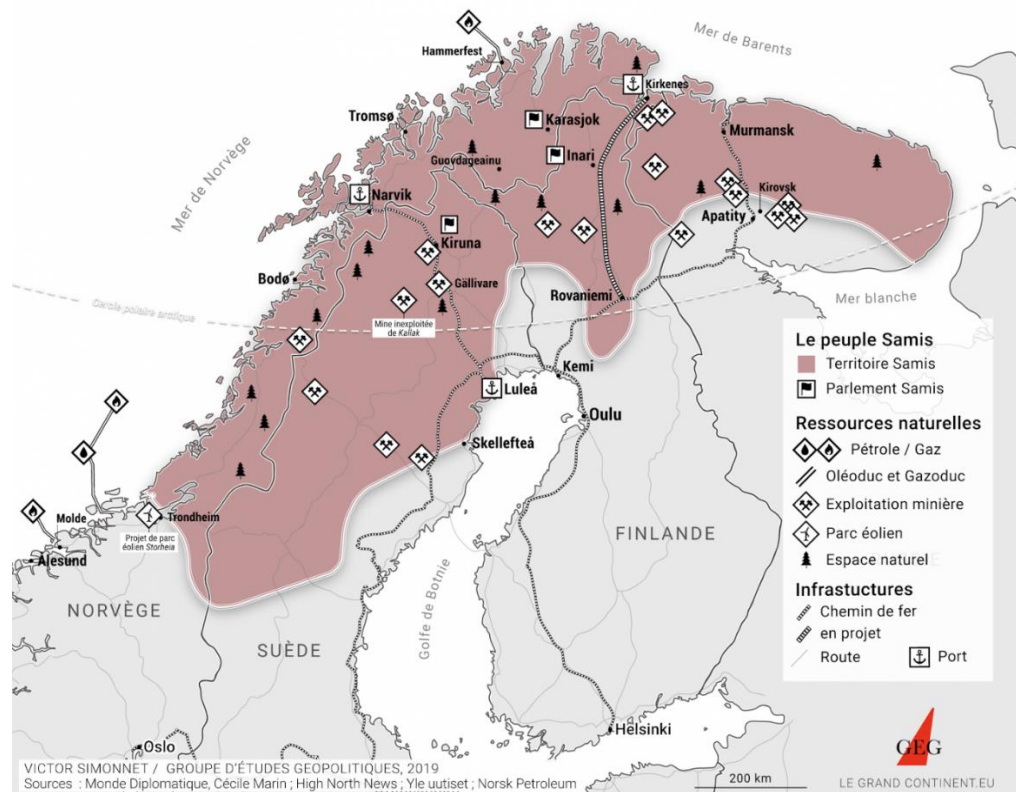 Mer de Barents
Hammerfest
Kirkenes
Tromsø
Karasjok
Murmansk
Guovdageainu
Inari
Mer de Norvège
Narvik
Kirovsk
Apatity
Kiruna
Bodø
Gällivare
Rovaniemi
Cercle polaire arctique
Mine inexploitée
de Kallak
Mer blanche
Kemi
Luleå
Oulu
Skellefteå
Molde
Trondheim
Projet de parc
éolien Storheia
Ålesund
FINLANDE
NORVÈGE
SUÈDE
Golfe de Botnie
Helsinki
Oslo
Le peuple Samis
Territoire Samis
Parlement Samis
Ressources naturelles
Pétrole / Gaz
Oléoduc et Gazoduc
Exploitation minière
Parc éolien
Espace naturel
Infrastuctures
Chemin de fer
en projet
Route
Port
200 km
GEG
LE GRAND CONTINENT.EU
VICTOR SIMONNET / GROUPE D'ÉTUDES GEOPOLITIQUES, 2019
Sources : Monde Diplomatique, Cécile Marin ; High North News ; Yle uutiset ; Norsk Petroleum